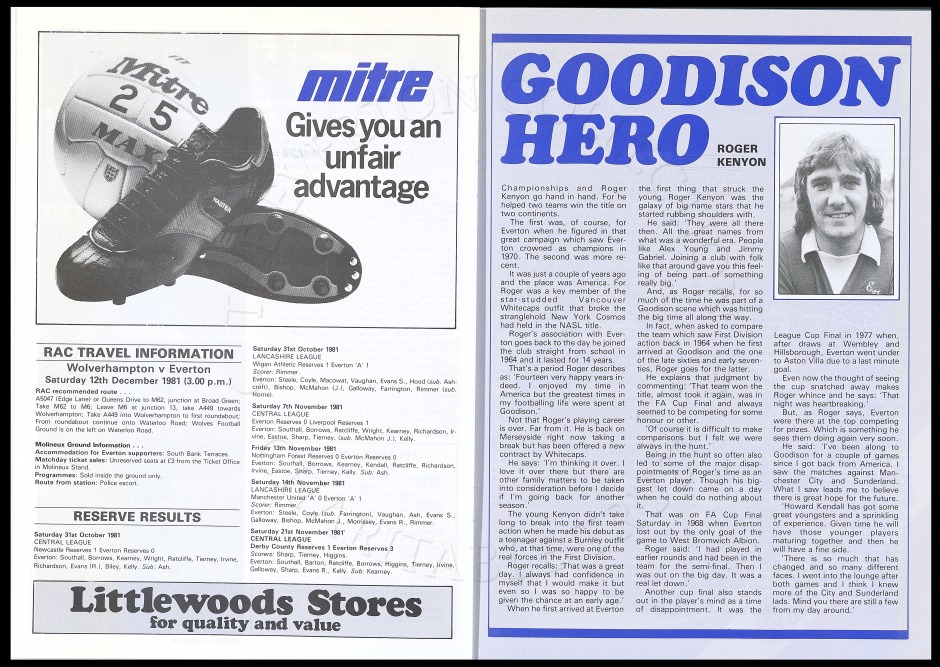 Mitre
25
MAX
MASTER
mitre
Gives you an
unfair
advantage
RAC TRAVEL INFORMATION
Wolverhampton v Everton
Saturday 12th December 1981 (3.00 p.m.)
RAC recommended route . . .
A5047 (Edge Lane) or Queens Drive to M62, junction at Broad Green;
Take M62 to M6; Leave M6 at junction 13, take A449 towards
Wolverhampton; Take A449 into Wolverhampton to first roundabout;
From roundabout continue onto Waterloo Road; Wolves Football
Ground is on the left on Waterloo Road.
Molineux Ground Information . . .
Accommodation for Everton supporters: South Bank Terraces.
Matchday ticket sales: Unreserved seats at £3 from the Ticket Office
in Molineux Stand.
Programmes: Sold inside the ground only.
Route from station: Police escort.
RESERVE RESULTS
Saturday 31st October 1981
CENTRAL LEAGUE
Newcastle Reserves 1 Everton Reserves 0
Everton: Southall, Borrows, Kearney, Wright, Ratcliffe, Tierney, Irvine,
Richardson, Evans (R.), Biley, Kelly. Sub: Ash.
Saturday 31st October 1981
LANCASHIRE LEAGUE
Wigan Athletic Reserves 1 Everton 'A' 1
Scorer: Rimmer.
Everton: Steele, Coyle, Macowat, Vaughan, Evans S., Hood (sub. Ash-
colti), Bishop, McMahon (J.), Galloway, Farrington; Rimmer (sub.
Home).
Saturday 7th November 1981
CENTRAL LEAGUE
Everton Reserves 0 Liverpool Reserves 1
Everton: Southall, Borrows, Ratcliffe, Wright, Kearney, Richardson, Ir-
vine, Eastoe, Sharp, Tierney. (sub. McMahon J.), Kelly.
Friday 13th November 1981
Nottingham Forest Reserves 0 Everton Reserves 0
Everton: Southall, Borrows, Kearney, Kendall, Ratcliffe, Richardson,
Irvine, Eastoe, Sharp, Tierney, Kelly: Sub: Ash.
Saturday 14th November 1981
LANCASHIRE LEAGUE
Manchester United 'A' 0 Everton 'A' 1
Scorer: Rimmer.
Everton: Steele, Coyle (sub. Farrington), Vaughan, Ash, Evans S.,
Galloway, Bishop, McMahon J., Morrissey, Evans R., Rimmer.
Saturday 21st November 1981
CENTRAL LEAGUE
Derby County Reserves 1 Everton Reserves 3
Scorer: Sharp, Tierney, Higgins.
Everton: Southall, Barton, Ratcliffe, Borrows, Higgins, Tierney, Irvine,
Galloway, Sharp, Evans R., Kelly. Sub: Kearney.
Littlewoods Stores
for quality and value
GOODISON
HERO
ROGER
KENYON
Championships and Roger
Kenyon go hand in hand. For he
helped two teams win the title on
two continents.
The first was, of course, for
Everton when he figured in that
great campaign which saw Ever-
ton crowned as champions in
1970. The second was more re-
cent.
It was just a couple of years ago
and the place was America. For
Roger was a key member of the
star-studded Vancouver
Whitecaps outfit that broke the
stranglehold New York Cosmos
had held in the NASL title.
Roger's association with Ever-
ton goes back to the day he joined
the club straight from school in
1964 and it lasted for 14 years.
That's a period Roger describes
as: 'Fourteen very happy years in-
deed. I enjoyed my time in
America but the greatest times in
my footballing life were spent at
Goodison.'
Not that Roger's playing career
is over. Far from it. He is back on
Merseyside right now taking a
break but has been offered a new
contract by Whitecaps.
He says: 'I'm thinking it over. I
love it over there but there are
other family matters to be taken
into consideration before I decide
if I'm going back for another
season.'
The young Kenyon didn't take
long to break into the first team
action when he made his debut as
a teenager against a Burnley outfit
who, at that time, were one of the
real forces in the First Division.
Roger recalls: 'That was a great
day. I always had confidence in
myself that I would make it but
even so I was so happy to be
given the chance at an early age.'
When he first arrived at Everton
the first thing that struck the
young Roger Kenyon was the
galaxy of big name stars that he
started rubbing shoulders with.
He said: 'They were all there
then. All the great names from
what was a wonderful era. People
like Alex Young and Jimmy
Gabriel. Joining a club with folk
like that around gave you this feel-
ing of being part of something
really big.'
And, as Roger recalls, for so
much of the time he was part of a
Goodison scene which was hitting
the big time all along the way.
In fact, when asked to compare
the team which saw First Division
action back in 1964 when he first
arrived at Goodison and the one
of the late sixties and early seven-
ties, Roger goes for the latter.
He explains that judgment by
commenting: 'That team won the
title, almost took it again, was in
the FA Cup Final and always
seemed to be competing for some
honour or other.
'Of course it is difficult to make
comparisons but I felt we were
always in the hunt.'
Being in the hunt so often also
led to some of the major disap-
pointments of Roger's time as an
Everton player. Though his big-
gest let down came on a day
when he could do nothing about
it.
That was on FA Cup Final
Saturday in 1968 when Everton
lost out by the only goal of the
game to West Bromwich Albion.
Roger said: 'I had played in
earlier rounds and had been in the
team for the semi-final. Then I
was out on the big day. It was a
real let down.'
Another cup final also stands
out in the player's mind as a time
of disappointment. It was the
League Cup Final in 1977 when,
after draws at Wembley and
Hillsborough, Everton went under
to Aston Villa due to a last minute
goal.
Even now the thought of seeing
the cup snatched away makes
Roger whince and he says: 'That
night was heartbreaking.'
But, as Roger says, Everton
were there at the top competing
for prizes. Which is something he
sees them doing again very soon.
He said: 'I've been along to
Goodison for a couple of games
since I got back from America. I
saw the matches against Man-
chester City and Sunderland.
What I saw leads me to believe
there is great hope for the future.
'Howard Kendall has got some
great youngsters and a sprinkling
of experience. Given time he will
have those younger players
maturing together and then he
will have a fine side.
'There is so much that has
changed and so many different
faces. I went into the lounge after
both games and I think I knew
more of the City and Sunderland
lads. Mind you there are still a few
from my day around.'